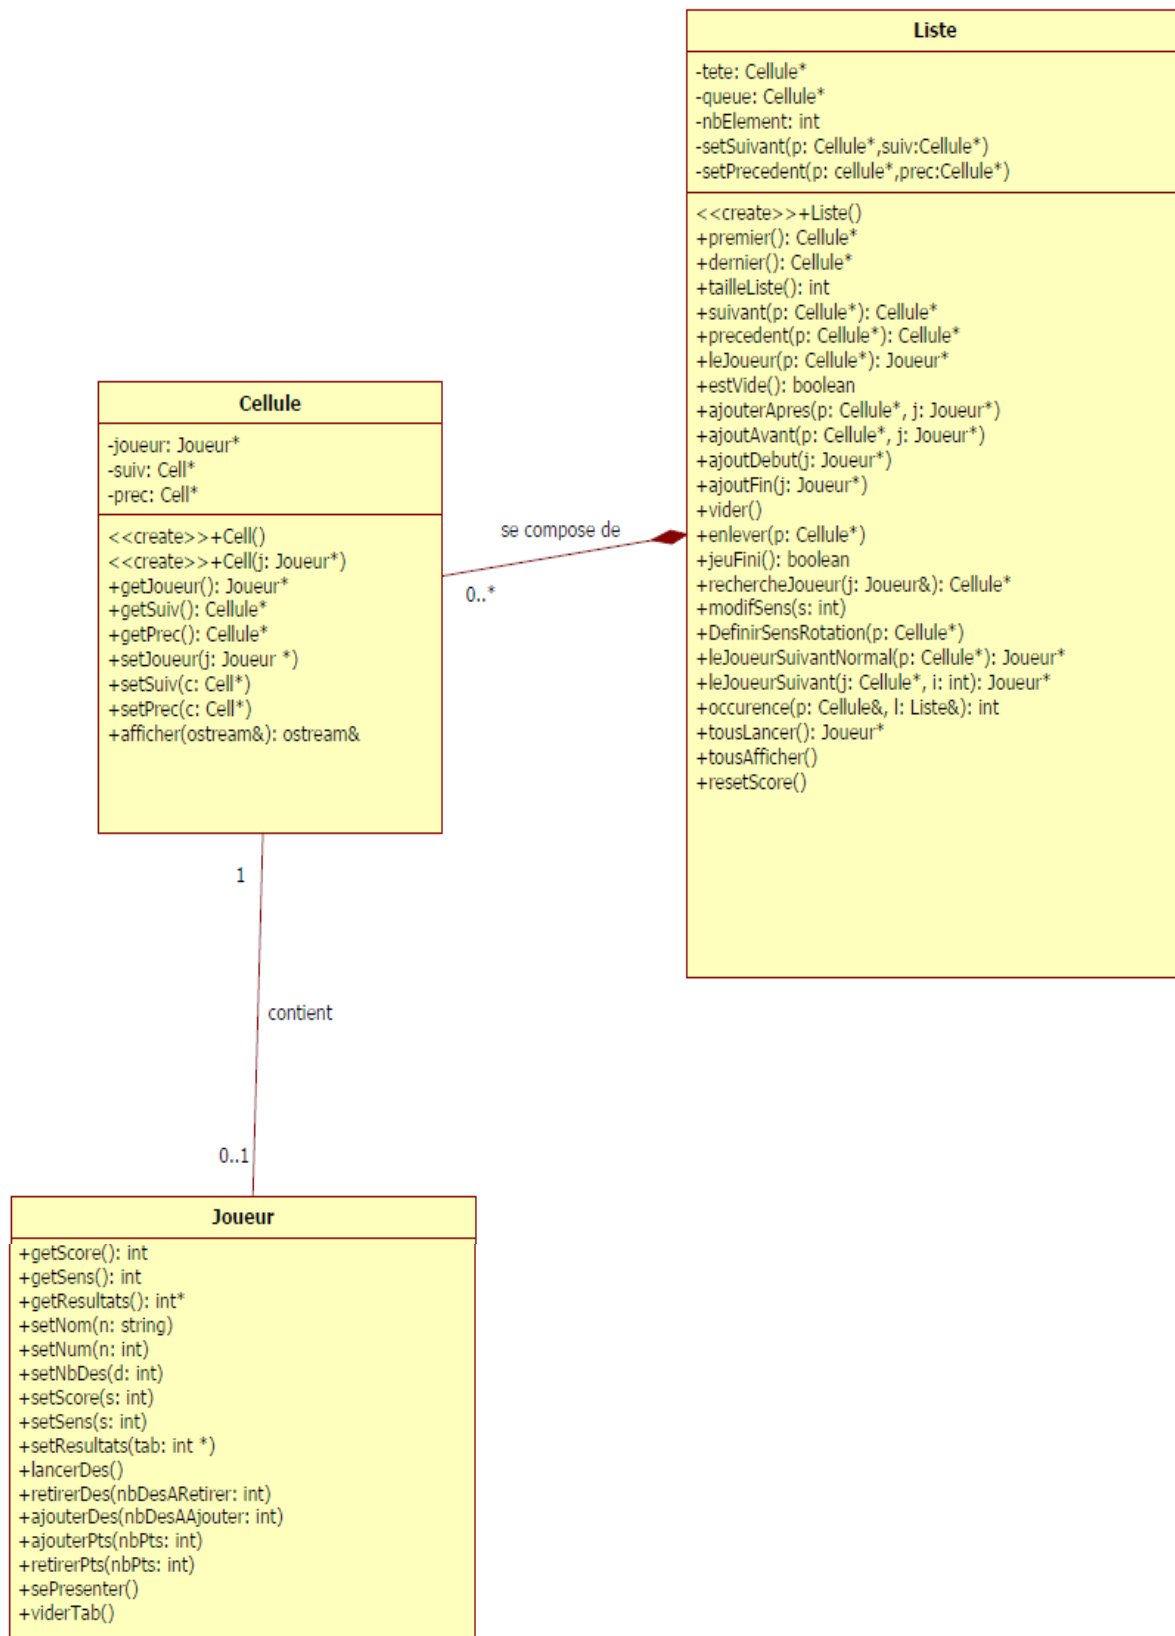 Liste
-tete: Cellule*
-queue: Cellule*
-nbElement: int
-setSuivant(p: Cellule*,suiv:Cellule*)
-setPrecedent(p: cellule*,prec:Cellule*)
<<create>>+Liste()
+premier(): Cellule*
+dernier(): Cellule*
+tailleListe(): int
+suivant(p: Cellule*): Cellule*
+precedent(p: Cellule*): Cellule*
+leJoueur(p: Cellule*): Joueur*
+estVide(): boolean
+ajouterApres(p: Cellule*, j: Joueur*)
+ajoutAvant(p: Cellule*, j: Joueur*)
+ajoutDebut(j: Joueur*)
+ajoutFin(j: Joueur*)
+vider()
+enlever(p: Cellule*)
+jeuFini(): boolean
+rechercheJoueur(j: Joueur&): Cellule*
+modifSens(s: int)
+DefinirSensRotation(p: Cellule*)
+leJoueurSuivantNormal(p: Cellule*): Joueur*
+leJoueurSuivant(j: Cellule*, i: int): Joueur*
+occurence(p: Cellule&, l: Liste&): int
+tousLancer(): Joueur*
+tousAfficher()
+resetScore()
Cellule
-joueur: Joueur*
-suiv: Cell*
-prec: Cell*
<<create>>+Cell()
<<create>>+Cell(j: Joueur*)
+getJoueur(): Joueur*
+getSuiv(): Cellule*
+getPrec(): Cellule*
+setJoueur(j: Joueur *)
+setSuiv(c: Cell*)
+setPrec(c: Cell*)
+afficher(ostream&): ostream&
se compose de
0..*
1
contient
0..1
Joueur
+getScore(): int
+getSens(): int
+getResultats(): int*
+setNom(n: string)
+setNum(n: int)
+setNbDes(d: int)
+setScore(s: int)
+setSens(s: int)
+setResultats(tab: int *)
+lancerDes()
+retirerDes(nbDesARetirer: int)
+ajouterDes(nbDesAAjouter: int)
+ajouterPts(nbPts: int)
+retirerPts(nbPts: int)
+sePresenter()
+viderTab()